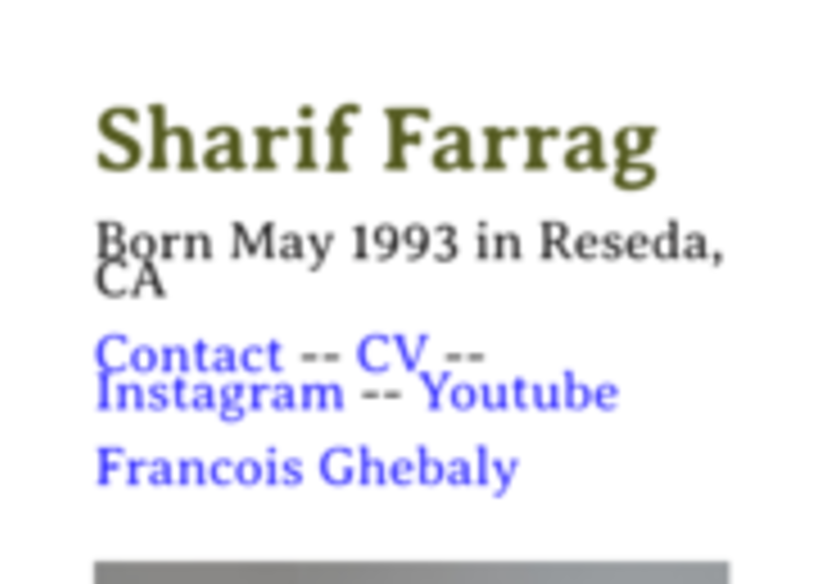 Sharif Farrag
Born May 1993 in Reseda,
CA
Contact -- CV --
Instagram -- Youtube
Francois Ghebaly